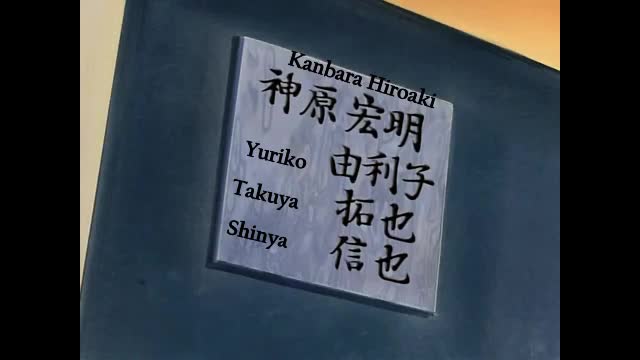 Kanbara Hiroaki
神原 宏明
Yuriko
由利子
Takuya
拓也
Shinya
信也